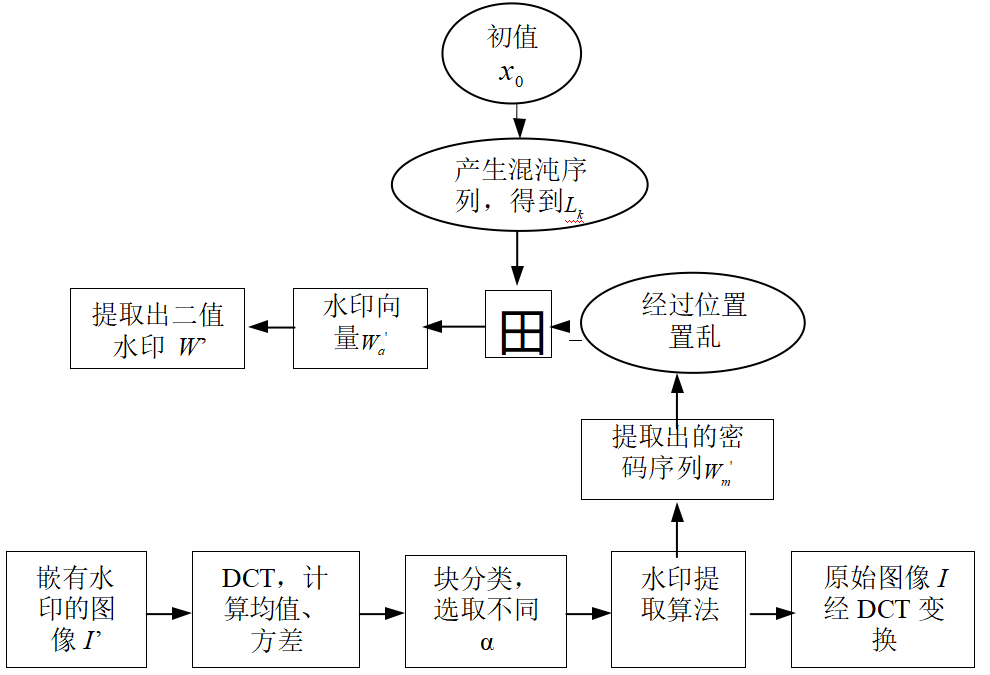 初值
x₀
产生混沌序
列，得到Lₖ
提取出二值
水印 W’
水印向
量Wₐ'
田
经过位置
置乱
提取出的密
码序列Wₘ'
嵌有水
印的图
像 I’
DCT，计
算均值、
方差
块分类，
选取不同
α
水印提
取算法
原始图像 I
经 DCT 变
换